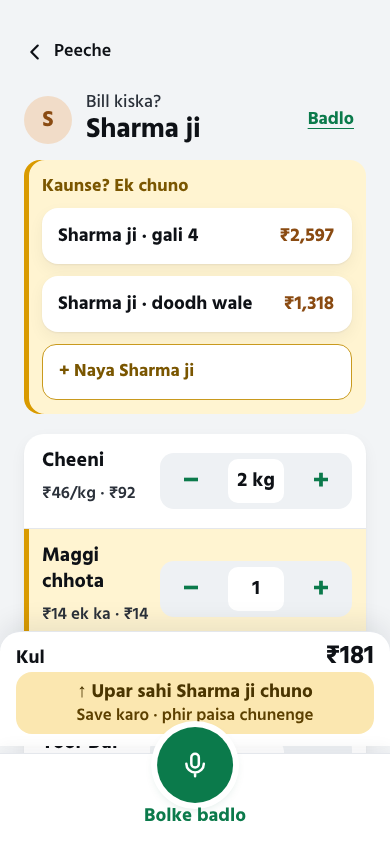 Peeche
S
Bill kiska?
Sharma ji
Badlo
Kaunse? Ek chuno
Sharma ji · gali 4 ₹2,597
Sharma ji · doodh wale ₹1,318
+ Naya Sharma ji
Cheeni
₹46/kg · ₹92
− 2 kg +
Maggi
chhota
₹14 ek ka · ₹14
− 1 +
Kul ₹181
↑ Upar sahi Sharma ji chuno
Save karo · phir paisa chunenge
Bolke badlo